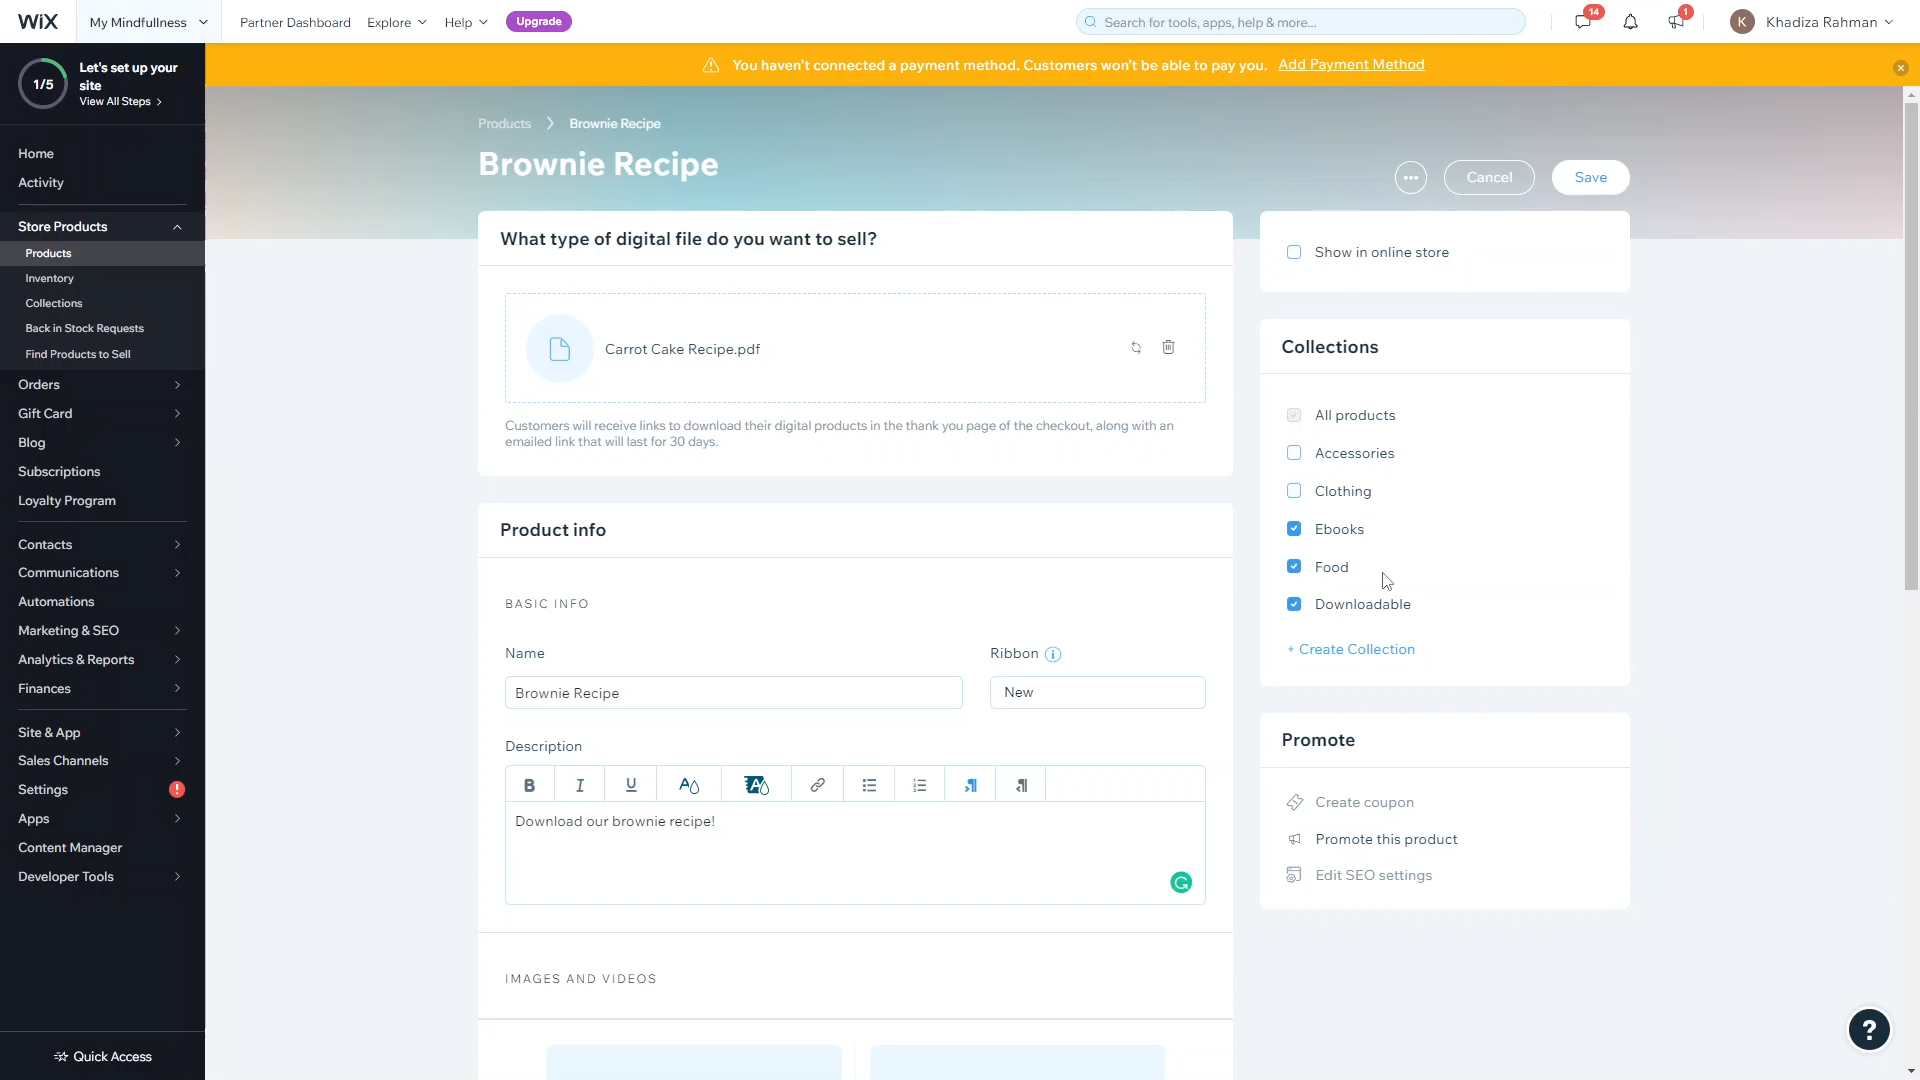 WiX
My Mindfullness
Partner Dashboard
Explore
Help
Upgrade
Search for tools, apps, help & more...
14
1
K
Khadiza Rahman
1/5
Let's set up your
site
View All Steps
You haven't connected a payment method. Customers won't be able to pay you. Add Payment Method
Home
Activity
Store Products
Products
Inventory
Collections
Back in Stock Requests
Find Products to Sell
Orders
Gift Card
Blog
Subscriptions
Loyalty Program
Contacts
Communications
Automations
Marketing & SEO
Analytics & Reports
Finances
Site & App
Sales Channels
Settings
Apps
Content Manager
Developer Tools
Quick Access
Products > Brownie Recipe
Brownie Recipe
Cancel
Save
What type of digital file do you want to sell?
Carrot Cake Recipe.pdf
Customers will receive links to download their digital products in the thank you page of the checkout, along with an
emailed link that will last for 30 days.
Product info
BASIC INFO
Name
Ribbon
Brownie Recipe
New
Description
B I U
Download our brownie recipe!
IMAGES AND VIDEOS
Show in online store
Collections
All products
Accessories
Clothing
Ebooks
Food
Downloadable
+ Create Collection
Promote
Create coupon
Promote this product
Edit SEO settings
?